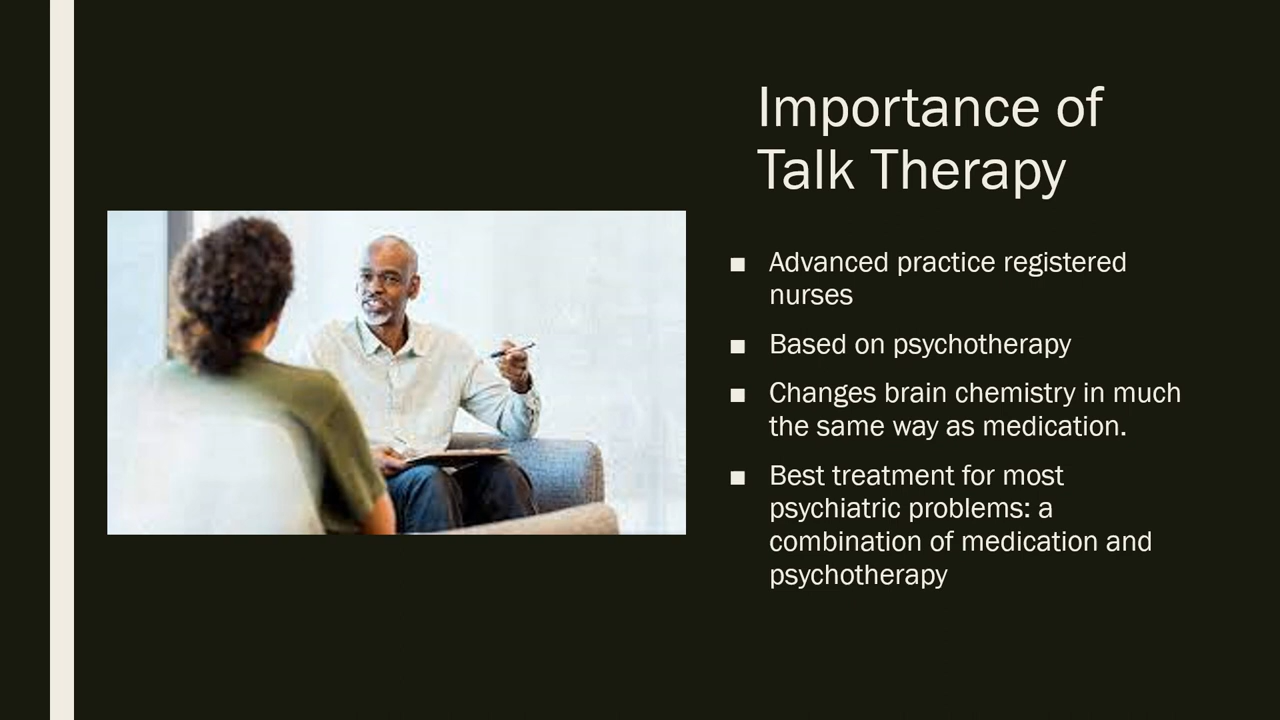 Importance of
Talk Therapy
■ Advanced practice registered
nurses
■ Based on psychotherapy
■ Changes brain chemistry in much
the same way as medication.
■ Best treatment for most
psychiatric problems: a
combination of medication and
psychotherapy